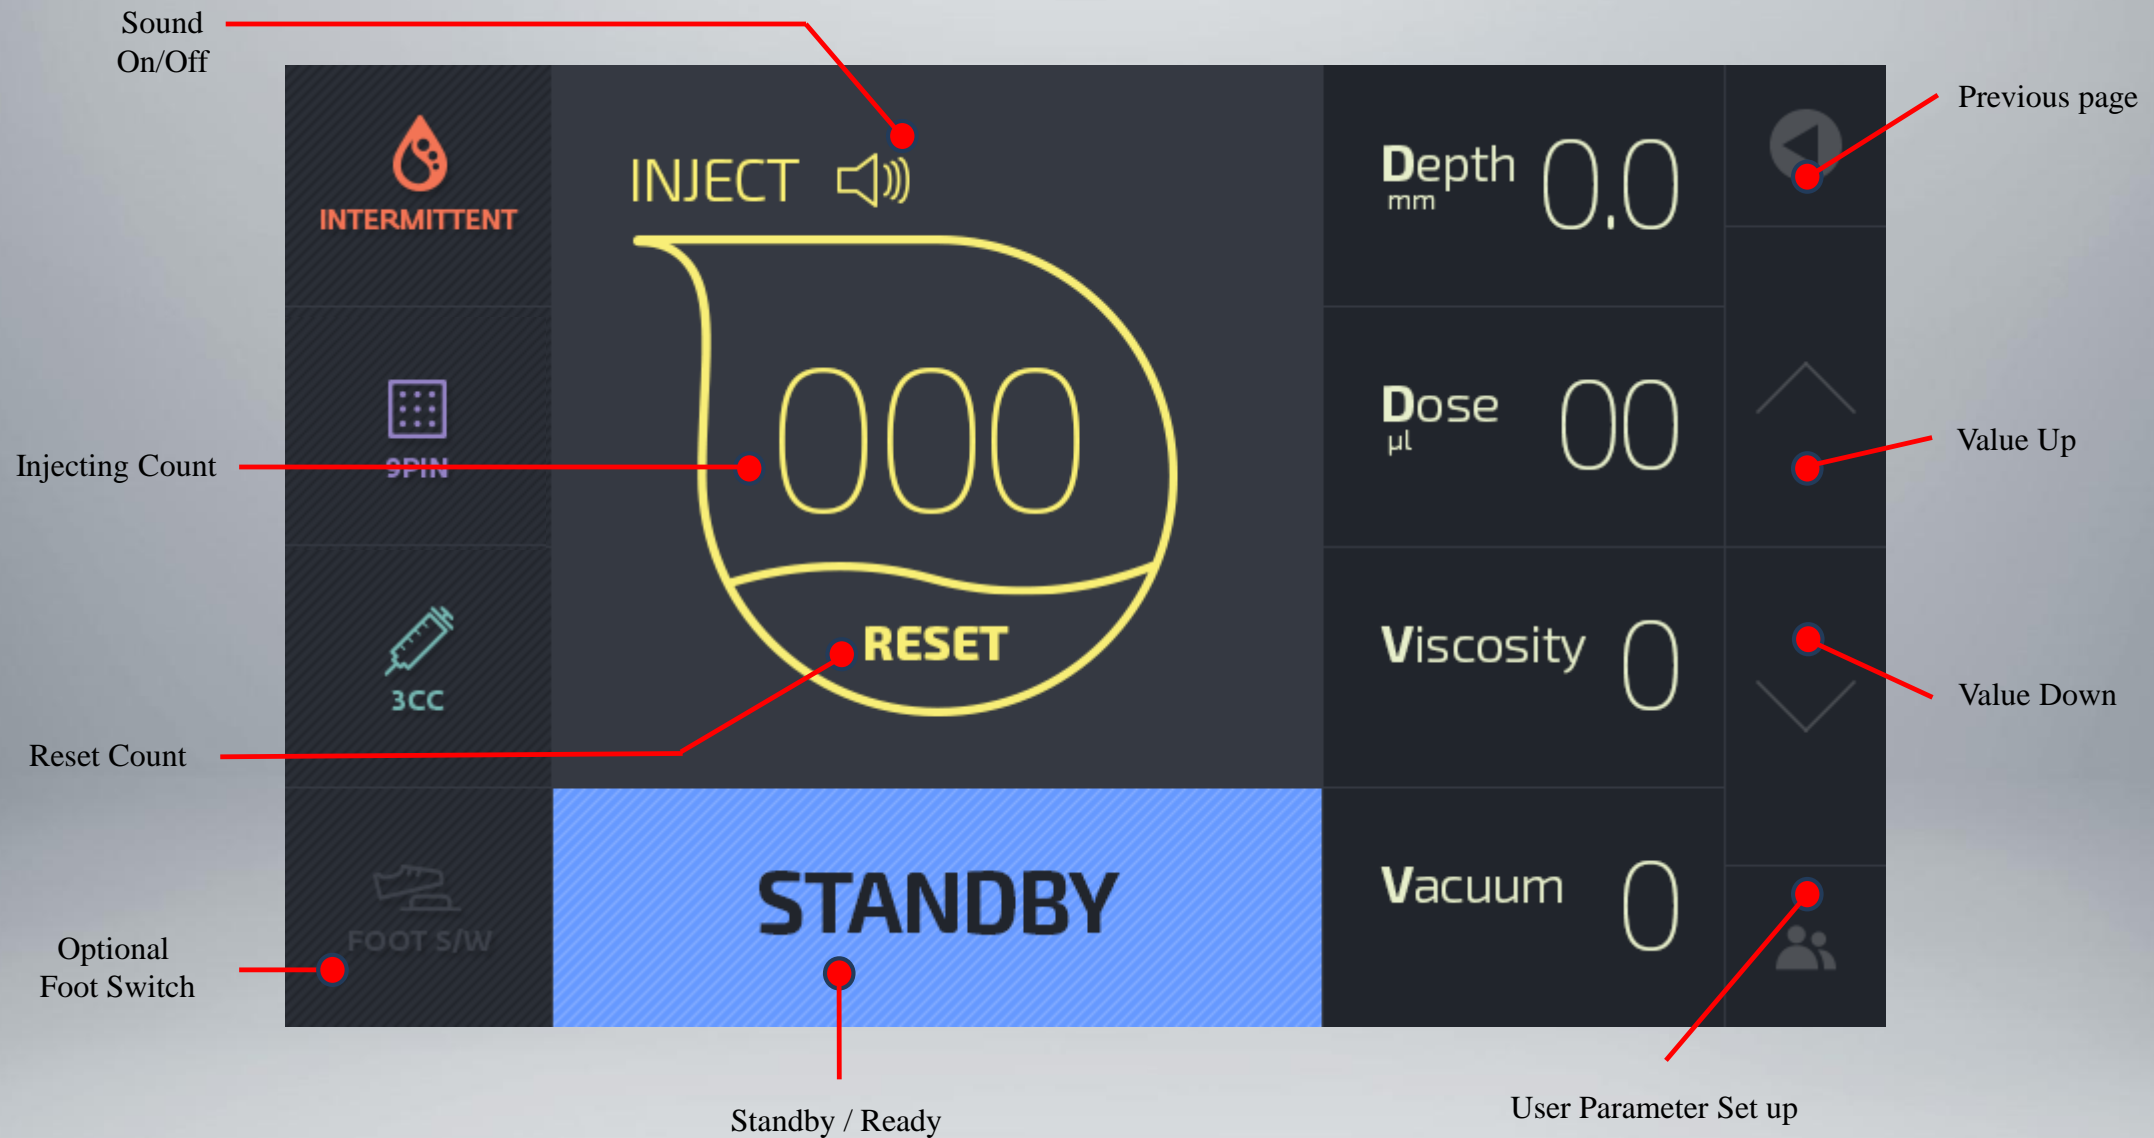 Sound
On/Off
Previous page
INTERMITTENT
INJECT
Depth 0.0
mm
9PIN
Injecting Count
000
Dose 00
µl
Value Up
3CC
RESET
Viscosity 0
Value Down
Reset Count
FOOT S/W
Optional
Foot Switch
STANDBY
Vacuum 0
Standby / Ready
User Parameter Set up